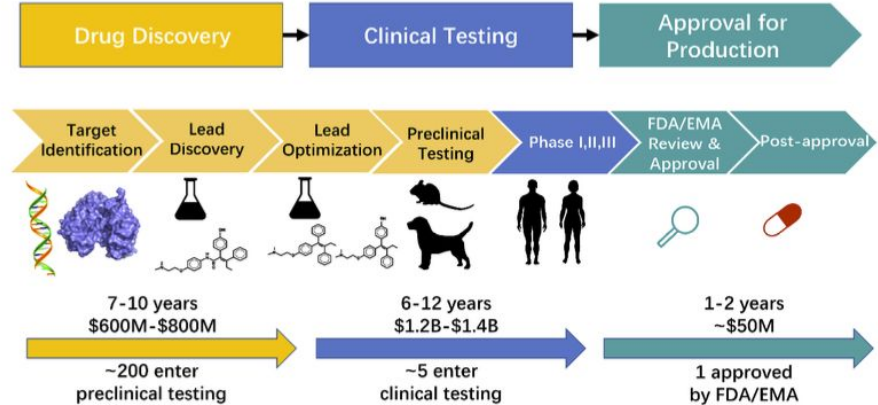 Drug Discovery
Clinical Testing
Approval for
Production
Target
Identification
Lead
Discovery
Lead
Optimization
Preclinical
Testing
Phase I,II,III
FDA/EMA
Review &
Approval
Post-approval
7-10 years
$600M-$800M
~200 enter
preclinical testing
6-12 years
$1.2B-$1.4B
~5 enter
clinical testing
1-2 years
~$50M
1 approved
by FDA/EMA